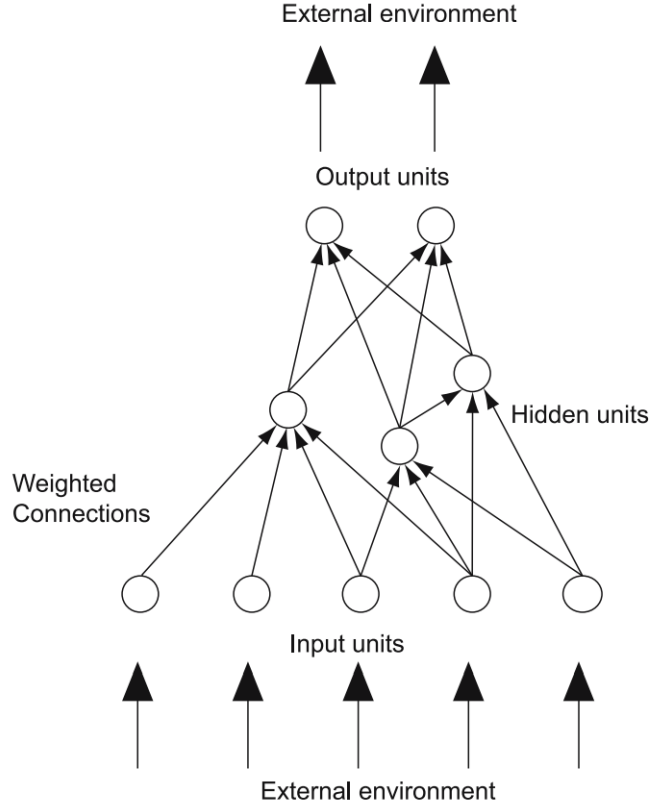 External environment
Output units
Hidden units
Weighted
Connections
Input units
External environment